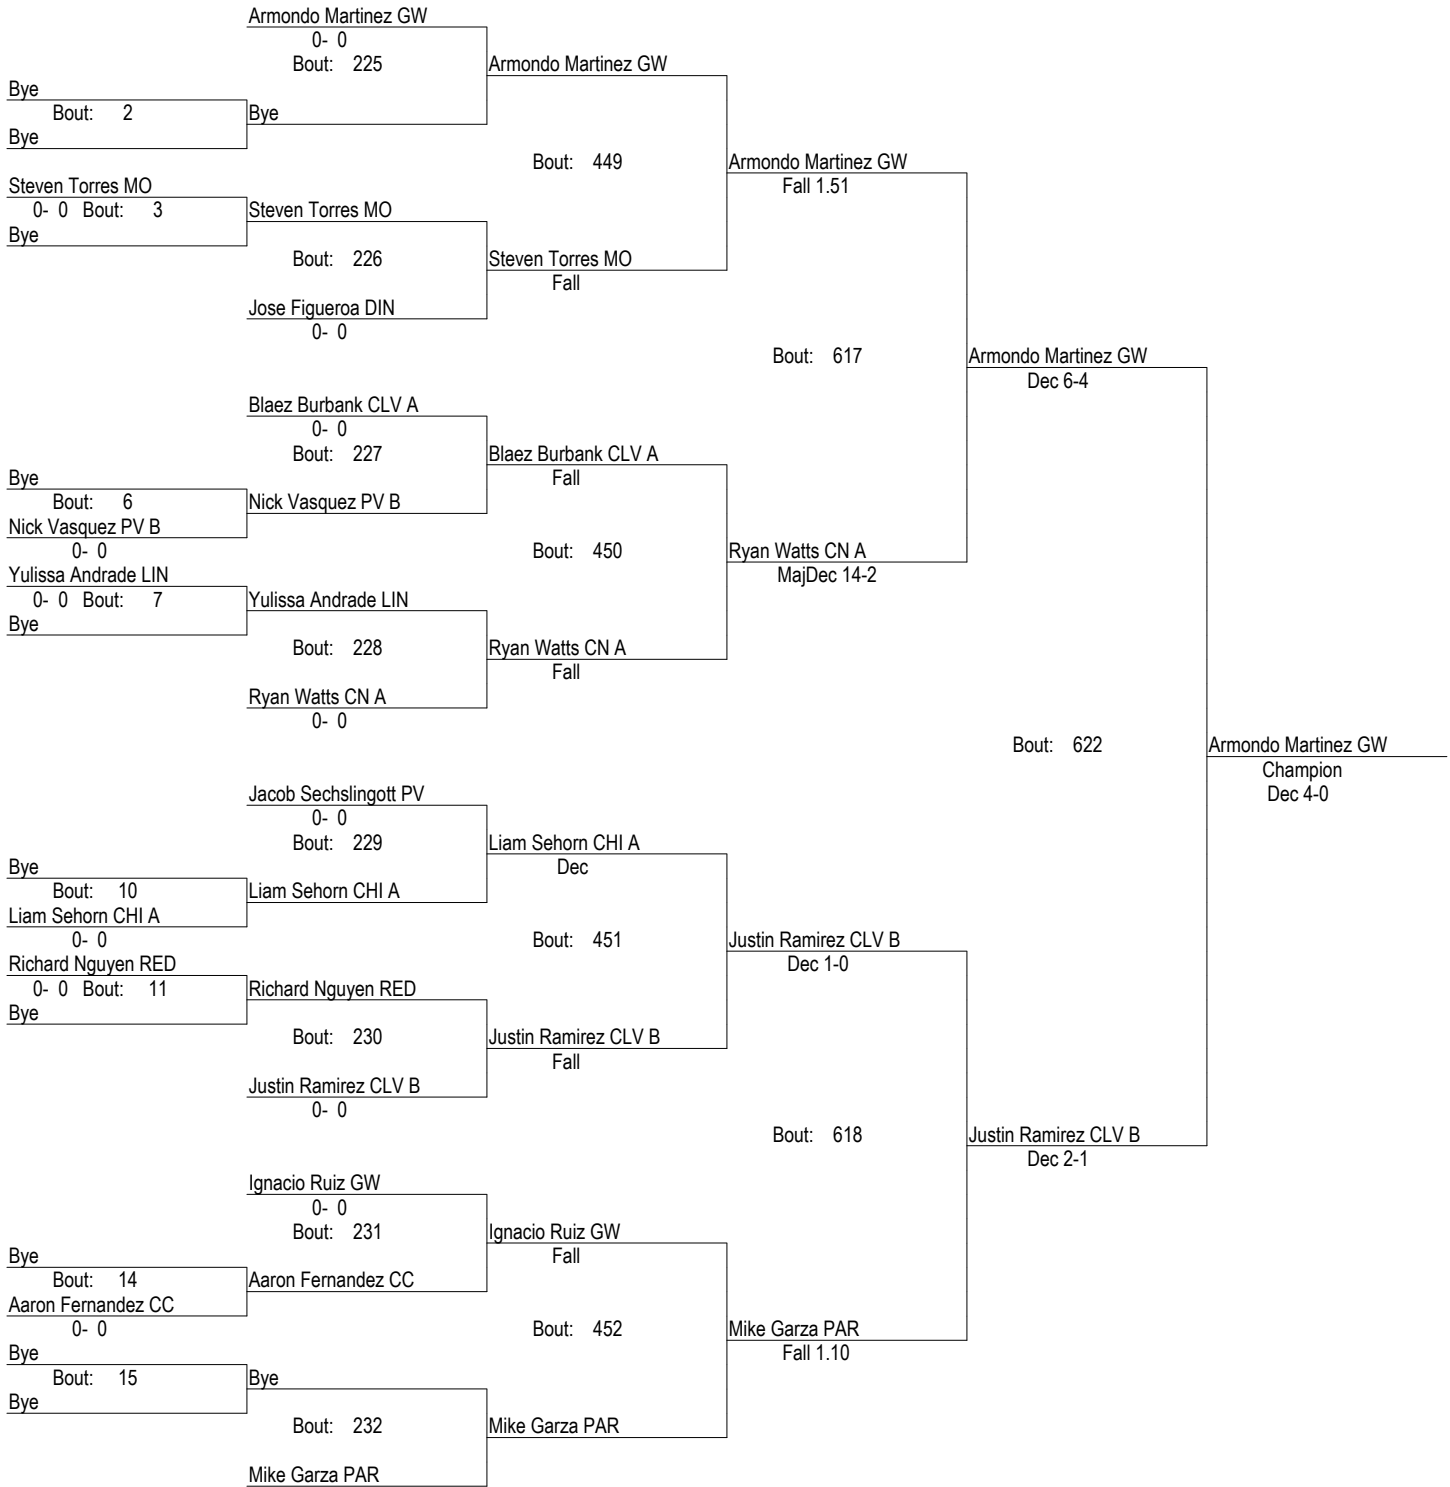 Armondo Martinez GW
0- 0
Bout: 225
Armondo Martinez GW
Bye
Bout: 2
Bye
Bye
Bout: 449
Armondo Martinez GW
Fall 1.51
Steven Torres MO
0- 0 Bout: 3
Steven Torres MO
Bye
Bout: 226
Steven Torres MO
Fall
Jose Figueroa DIN
0- 0
Bout: 617
Armondo Martinez GW
Dec 6-4
Blaez Burbank CLV A
0- 0
Bout: 227
Blaez Burbank CLV A
Fall
Bye
Bout: 6
Nick Vasquez PV B
Nick Vasquez PV B
0- 0
Bout: 450
Ryan Watts CN A
MajDec 14-2
Yulissa Andrade LIN
0- 0 Bout: 7
Yulissa Andrade LIN
Bye
Bout: 228
Ryan Watts CN A
Fall
Ryan Watts CN A
0- 0
Bout: 622
Armondo Martinez GW
Champion
Dec 4-0
Jacob Sechslingott PV
0- 0
Bout: 229
Liam Sehorn CHI A
Dec
Bye
Bout: 10
Liam Sehorn CHI A
Liam Sehorn CHI A
0- 0
Bout: 451
Justin Ramirez CLV B
Dec 1-0
Richard Nguyen RED
0- 0 Bout: 11
Richard Nguyen RED
Bye
Bout: 230
Justin Ramirez CLV B
Fall
Justin Ramirez CLV B
0- 0
Bout: 618
Justin Ramirez CLV B
Dec 2-1
Ignacio Ruiz GW
0- 0
Bout: 231
Ignacio Ruiz GW
Fall
Bye
Bout: 14
Aaron Fernandez CC
Aaron Fernandez CC
0- 0
Bout: 452
Mike Garza PAR
Fall 1.10
Bye
Bout: 15
Bye
Bye
Bout: 232
Mike Garza PAR
Mike Garza PAR